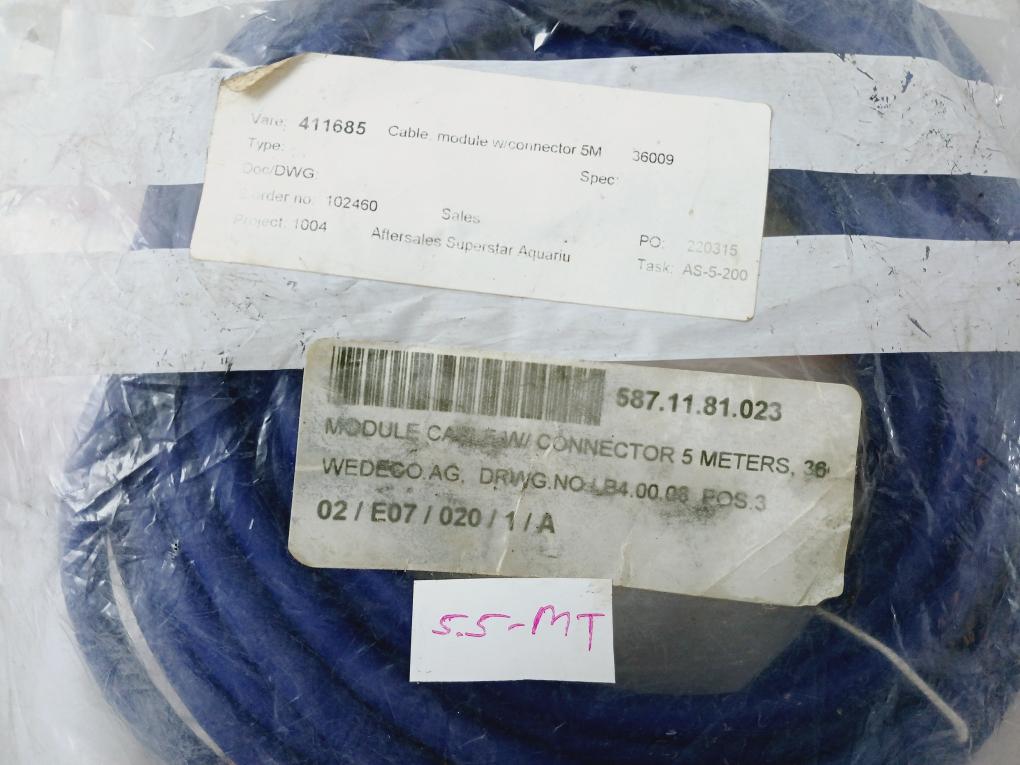 Vare: 411685 Cable, module w/connector 5M 36009
Type:
Doc/DWG: Spec:
order no: 102460 Sales
Project: 1004 Aftersales Superstar Aquariu
PO: 220315
Task: AS-5-200
587.11.81.023
MODULE CABLE W/ CONNECTOR 5 METERS, 36
WEDECO.AG, DRWG.NO LB4.00.08 POS.3
02 / E07 / 020 / 1 / A
5.5-MT